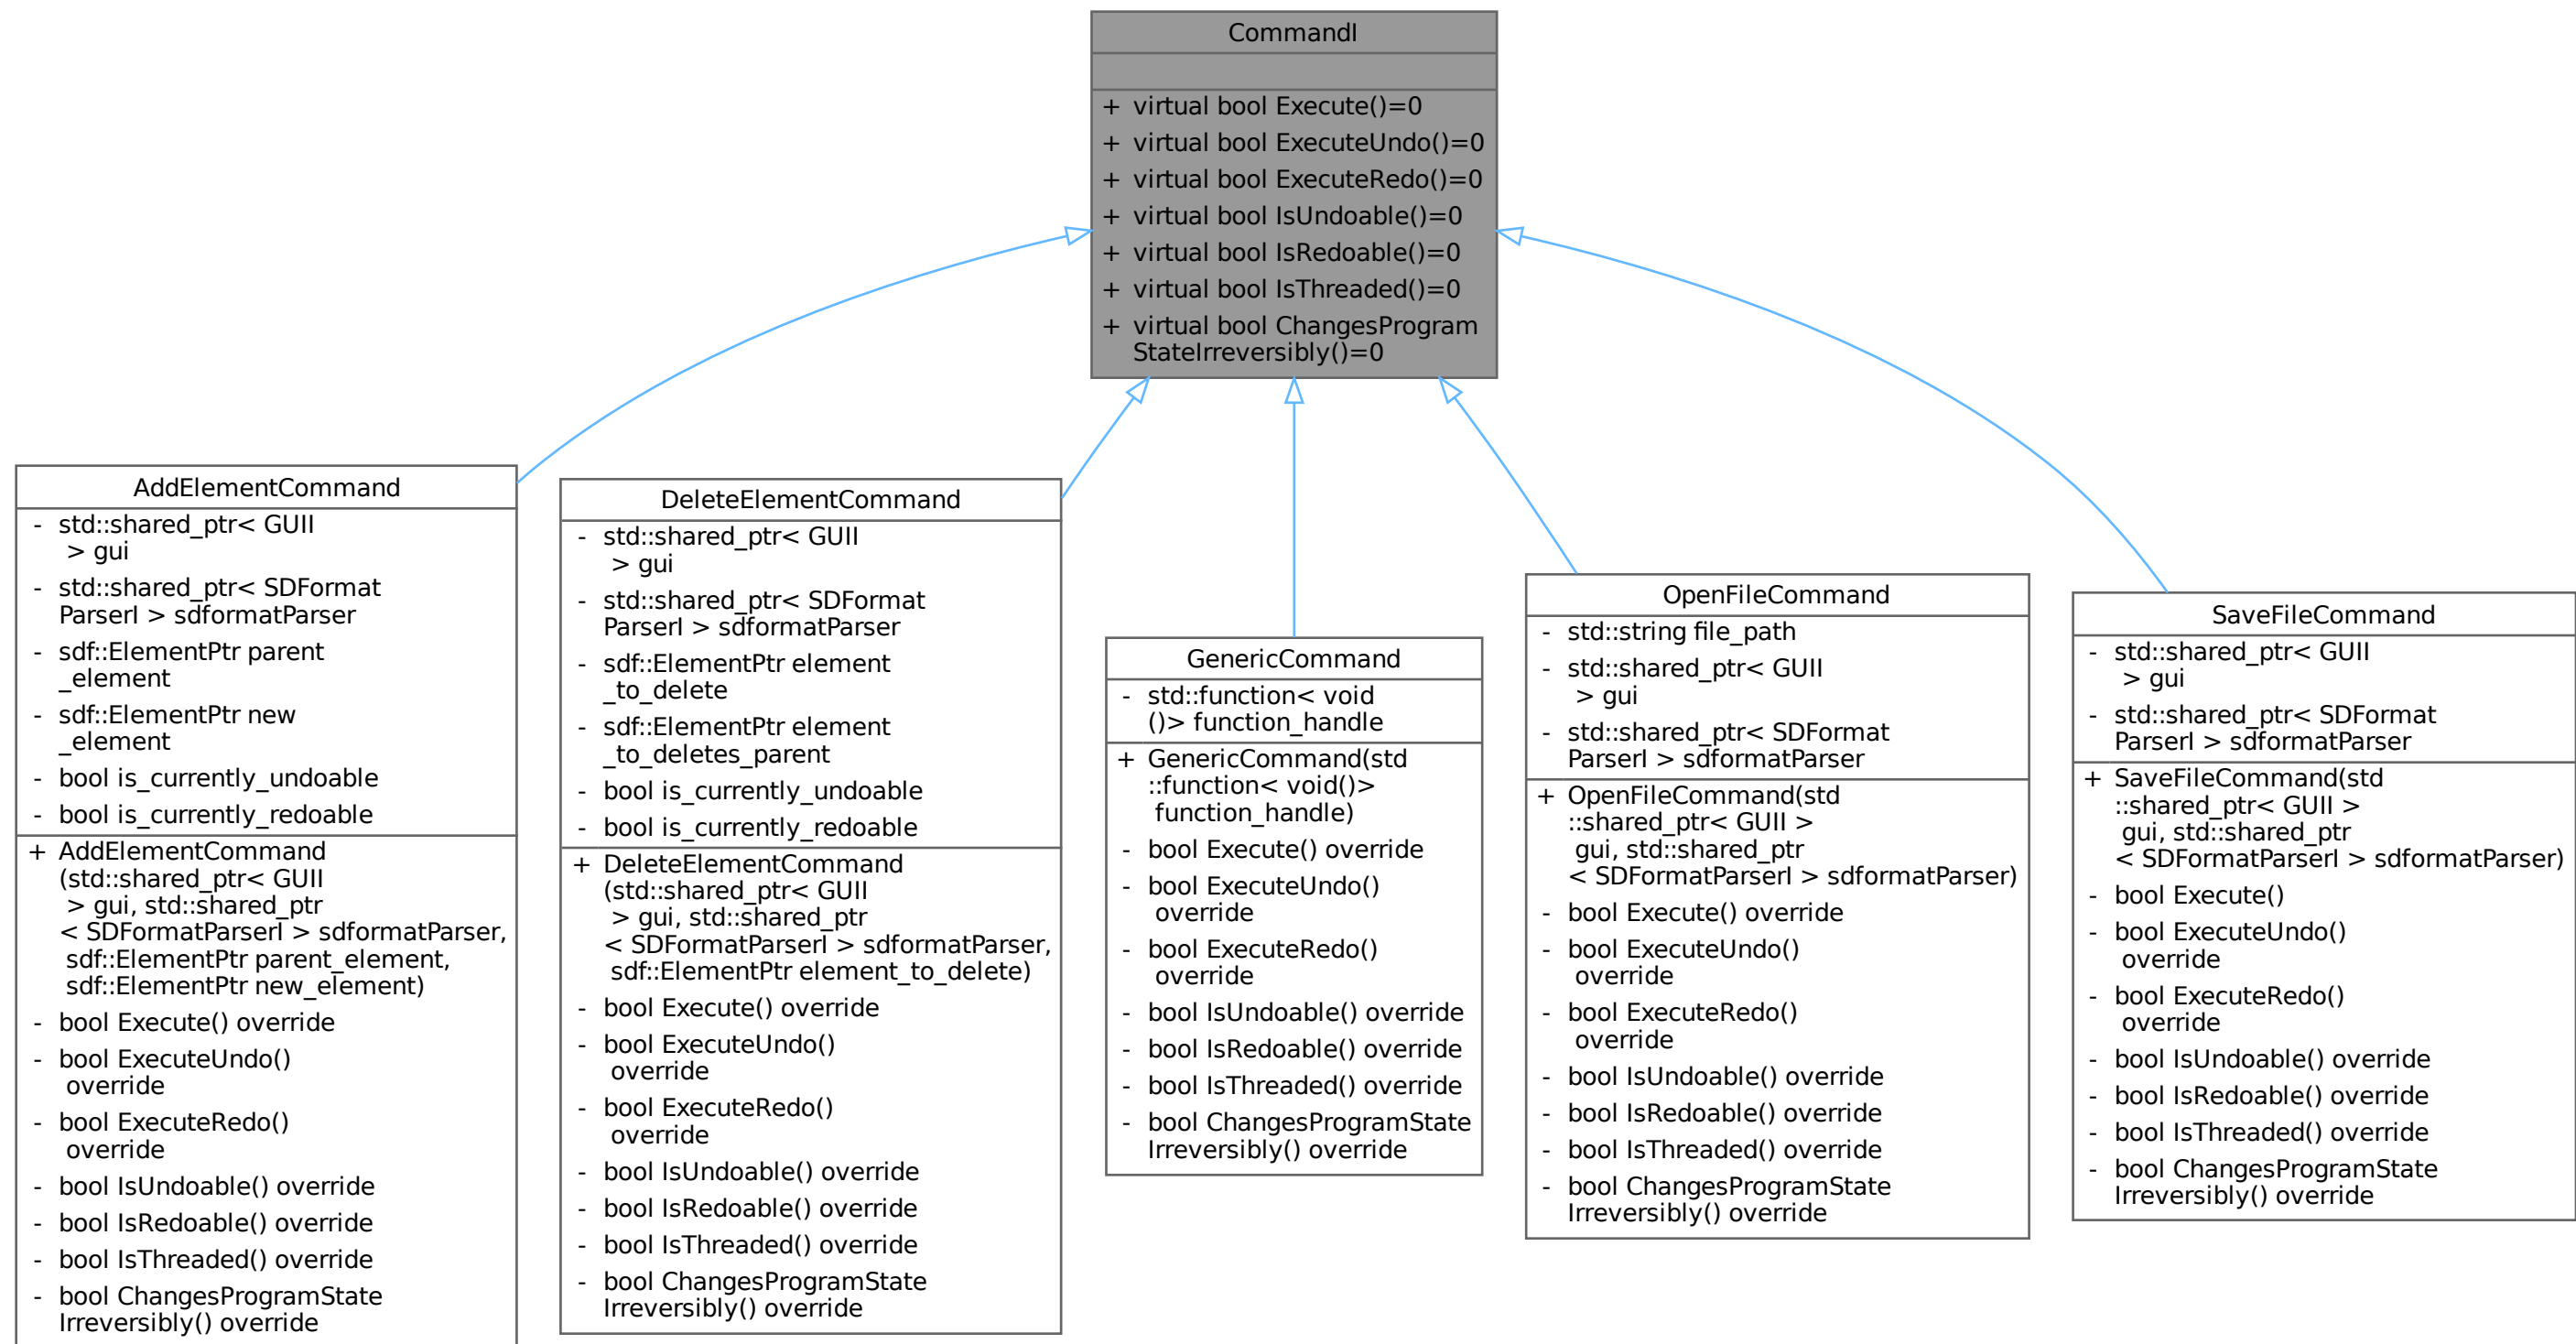 CommandI
+ virtual bool Execute()=0
+ virtual bool ExecuteUndo()=0
+ virtual bool ExecuteRedo()=0
+ virtual bool IsUndoable()=0
+ virtual bool IsRedoable()=0
+ virtual bool IsThreaded()=0
+ virtual bool ChangesProgram
StateIrreversibly()=0
AddElementCommand
- std::shared_ptr< GUII
> gui
- std::shared_ptr< SDFormat
ParserI > sdformatParser
- sdf::ElementPtr parent
_element
- sdf::ElementPtr new
_element
- bool is_currently_undoable
- bool is_currently_redoable
+ AddElementCommand
(std::shared_ptr< GUII
> gui, std::shared_ptr
< SDFormatParserI > sdformatParser,
sdf::ElementPtr parent_element,
sdf::ElementPtr new_element)
- bool Execute() override
- bool ExecuteUndo()
override
- bool ExecuteRedo()
override
- bool IsUndoable() override
- bool IsRedoable() override
- bool IsThreaded() override
- bool ChangesProgramState
Irreversibly() override
DeleteElementCommand
- std::shared_ptr< GUII
> gui
- std::shared_ptr< SDFormat
ParserI > sdformatParser
- sdf::ElementPtr element
_to_delete
- sdf::ElementPtr element
_to_deletes_parent
- bool is_currently_undoable
- bool is_currently_redoable
+ DeleteElementCommand
(std::shared_ptr< GUII
> gui, std::shared_ptr
< SDFormatParserI > sdformatParser,
sdf::ElementPtr element_to_delete)
- bool Execute() override
- bool ExecuteUndo()
override
- bool ExecuteRedo()
override
- bool IsUndoable() override
- bool IsRedoable() override
- bool IsThreaded() override
- bool ChangesProgramState
Irreversibly() override
GenericCommand
- std::function< void
()> function_handle
+ GenericCommand(std
::function< void()>
function_handle)
- bool Execute() override
- bool ExecuteUndo()
override
- bool ExecuteRedo()
override
- bool IsUndoable() override
- bool IsRedoable() override
- bool IsThreaded() override
- bool ChangesProgramState
Irreversibly() override
OpenFileCommand
- std::string file_path
- std::shared_ptr< GUII
> gui
- std::shared_ptr< SDFormat
ParserI > sdformatParser
+ OpenFileCommand(std
::shared_ptr< GUII >
gui, std::shared_ptr
< SDFormatParserI > sdformatParser)
- bool Execute() override
- bool ExecuteUndo()
override
- bool ExecuteRedo()
override
- bool IsUndoable() override
- bool IsRedoable() override
- bool IsThreaded() override
- bool ChangesProgramState
Irreversibly() override
SaveFileCommand
- std::shared_ptr< GUII
> gui
- std::shared_ptr< SDFormat
ParserI > sdformatParser
+ SaveFileCommand(std
::shared_ptr< GUII >
gui, std::shared_ptr
< SDFormatParserI > sdformatParser)
- bool Execute()
- bool ExecuteUndo()
override
- bool ExecuteRedo()
override
- bool IsUndoable() override
- bool IsRedoable() override
- bool IsThreaded() override
- bool ChangesProgramState
Irreversibly() override